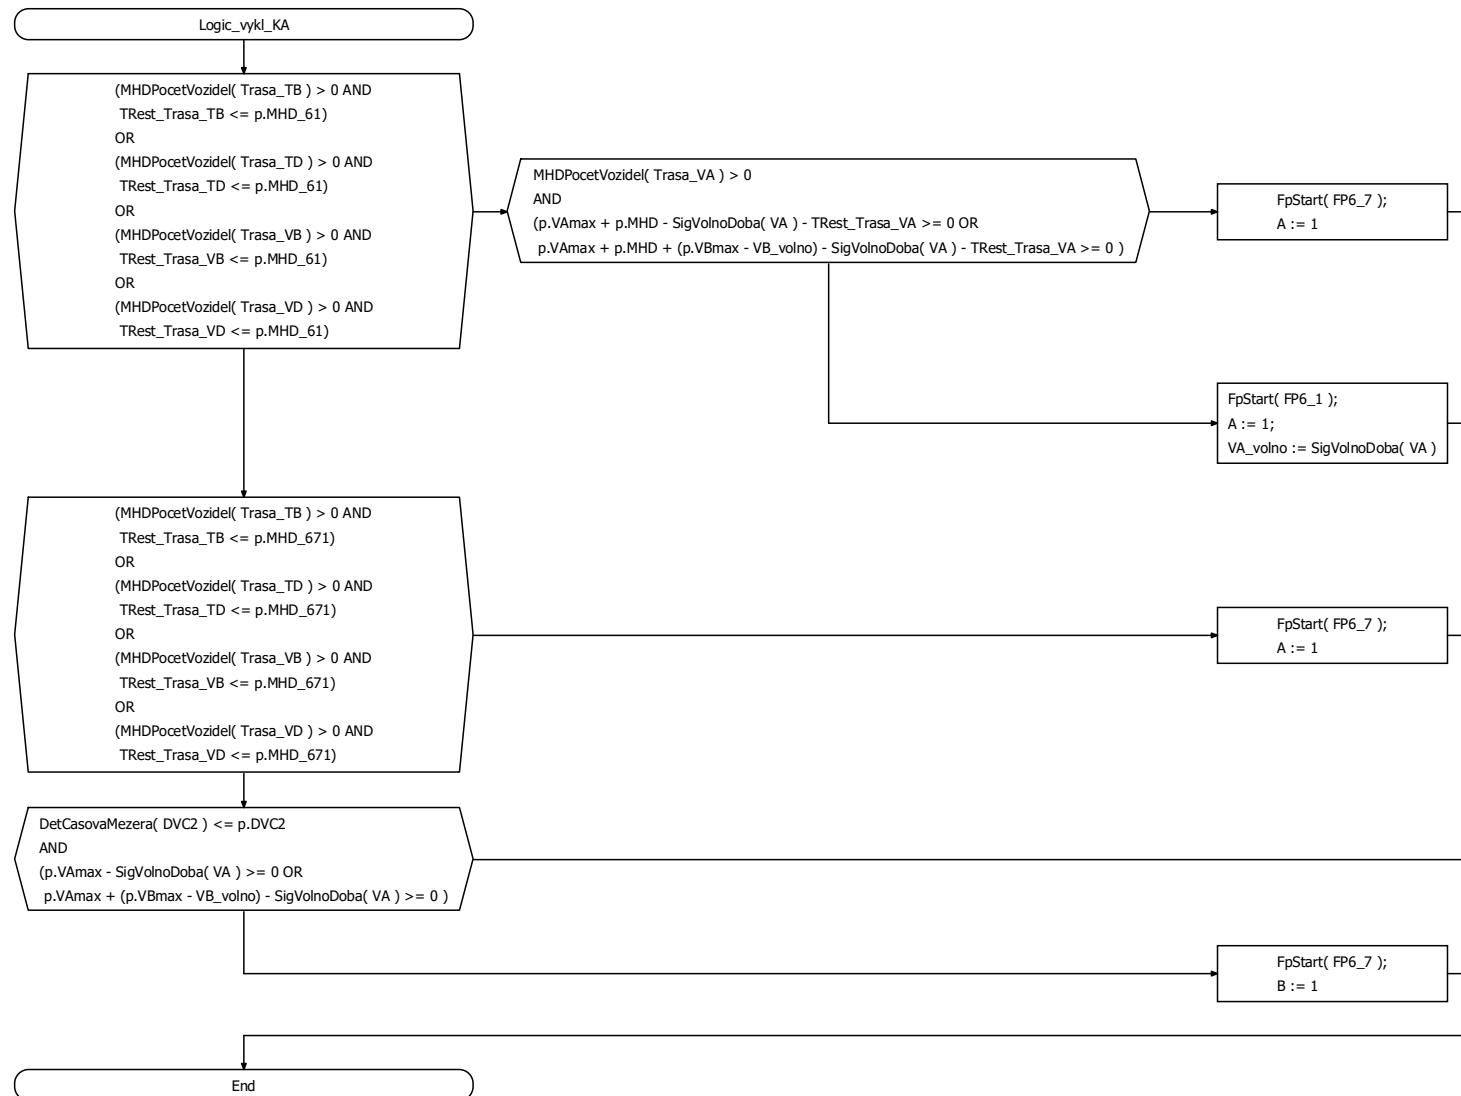 Logic_vykl_KA
(MHDPocetVozidel( Trasa_TB ) > 0 AND
TRest_Trasa_TB <= p.MHD_61)
OR
(MHDPocetVozidel( Trasa_TD ) > 0 AND
TRest_Trasa_TD <= p.MHD_61)
OR
(MHDPocetVozidel( Trasa_VB ) > 0 AND
TRest_Trasa_VB <= p.MHD_61)
OR
(MHDPocetVozidel( Trasa_VD ) > 0 AND
TRest_Trasa_VD <= p.MHD_61)
MHDPocetVozidel( Trasa_VA ) > 0
AND
(p.VAmax + p.MHD - SigVolnoDoba( VA ) - TRest_Trasa_VA >= 0 OR
p.VAmax + p.MHD + (p.VBmax - VB_volno) - SigVolnoDoba( VA ) - TRest_Trasa_VA >= 0 )
FpStart( FP6_7 );
A := 1
FpStart( FP6_1 );
A := 1;
VA_volno := SigVolnoDoba( VA )
(MHDPocetVozidel( Trasa_TB ) > 0 AND
TRest_Trasa_TB <= p.MHD_671)
OR
(MHDPocetVozidel( Trasa_TD ) > 0 AND
TRest_Trasa_TD <= p.MHD_671)
OR
(MHDPocetVozidel( Trasa_VB ) > 0 AND
TRest_Trasa_VB <= p.MHD_671)
OR
(MHDPocetVozidel( Trasa_VD ) > 0 AND
TRest_Trasa_VD <= p.MHD_671)
FpStart( FP6_7 );
A := 1
DetCasovaMezera( DVC2 ) <= p.DVC2
AND
(p.VAmax - SigVolnoDoba( VA ) >= 0 OR
p.VAmax + (p.VBmax - VB_volno) - SigVolnoDoba( VA ) >= 0 )
FpStart( FP6_7 );
B := 1
End